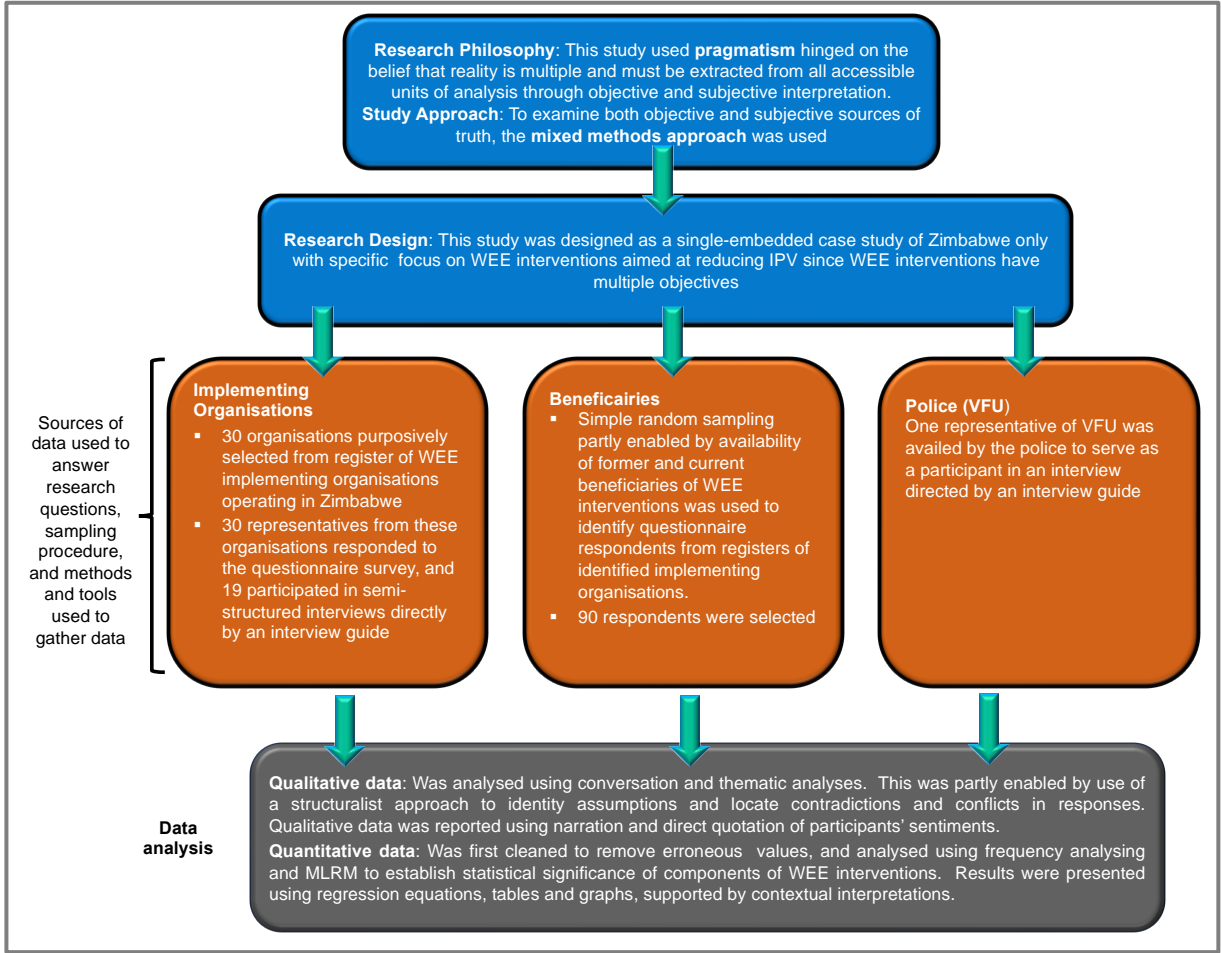 Research Philosophy: This study used pragmatism hinged on the
belief that reality is multiple and must be extracted from all accessible
units of analysis through objective and subjective interpretation.
Study Approach: To examine both objective and subjective sources of
truth, the mixed methods approach was used
Research Design: This study was designed as a single-embedded case study of Zimbabwe only
with specific focus on WEE interventions aimed at reducing IPV since WEE interventions have
multiple objectives
Sources of
data used to
answer
research
questions,
sampling
procedure,
and methods
and tools
used to
gather data
Implementing
Organisations
▪ 30 organisations purposively
selected from register of WEE
implementing organisations
operating in Zimbabwe
▪ 30 representatives from these
organisations responded to
the questionnaire survey, and
19 participated in semi-
structured interviews directly
by an interview guide
Beneficairies
▪ Simple random sampling
partly enabled by availability
of former and current
beneficiaries of WEE
interventions was used to
identify questionnaire
respondents from registers of
identified implementing
organisations.
▪ 90 respondents were selected
Police (VFU)
One representative of VFU was
availed by the police to serve as
a participant in an interview
directed by an interview guide
Data
analysis
Qualitative data: Was analysed using conversation and thematic analyses. This was partly enabled by use of
a structuralist approach to identity assumptions and locate contradictions and conflicts in responses.
Qualitative data was reported using narration and direct quotation of participants' sentiments.
Quantitative data: Was first cleaned to remove erroneous values, and analysed using frequency analysing
and MLRM to establish statistical significance of components of WEE interventions. Results were presented
using regression equations, tables and graphs, supported by contextual interpretations.